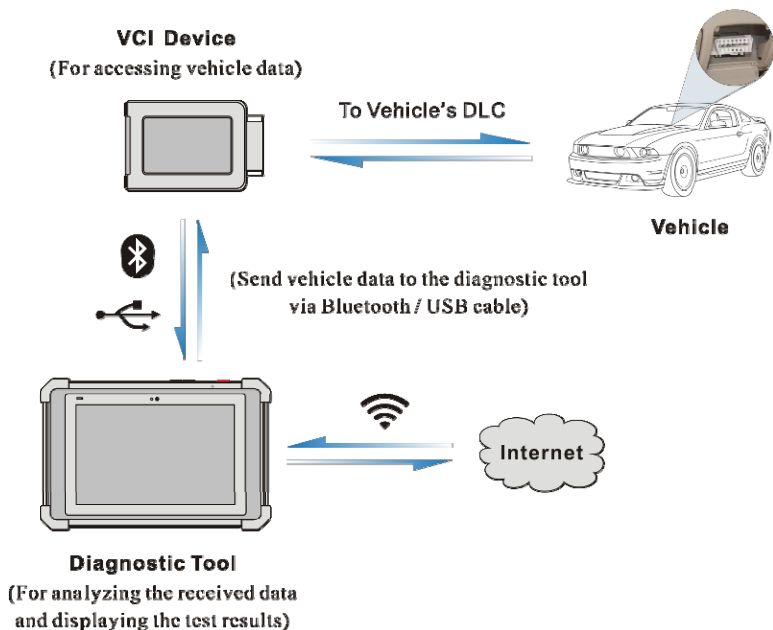 VCI Device
(For accessing vehicle data)
To Vehicle's DLC
Vehicle
(Send vehicle data to the diagnostic tool
via Bluetooth / USB cable)
Internet
Diagnostic Tool
(For analyzing the received data
and displaying the test results)